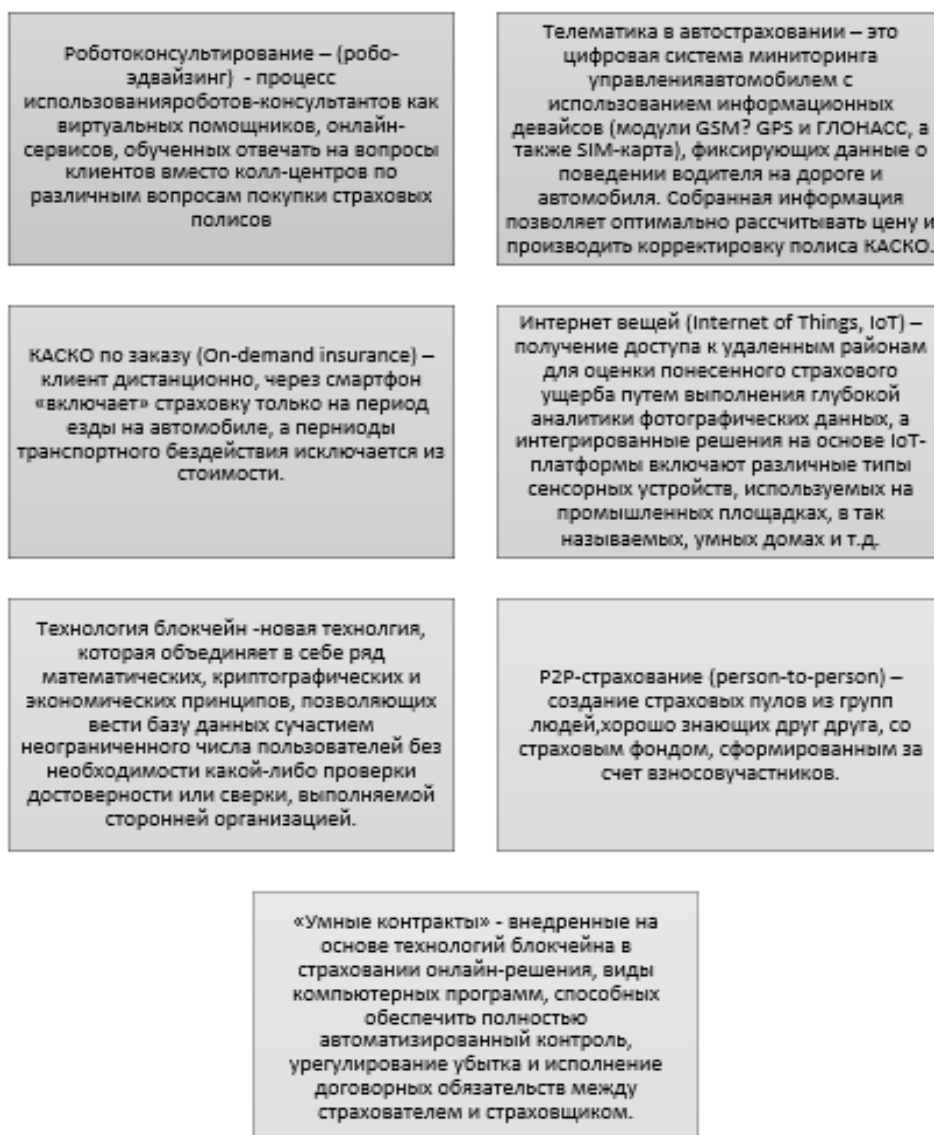 Роботоконсультирование – (робо-
эдвайзинг) - процесс
использованияроботов-консультантов как
виртуальных помощников, онлайн-
сервисов, обученных отвечать на вопросы
клиентов вместо колл-центров по
различным вопросам покупки страховых
полисов
Телематика в автостраховании – это
цифровая система миниторинга
управленияавтомобилем с
использованием информационных
девайсов (модули GSM? GPS и ГЛОНАСС, а
также SIM-карта), фиксирующих данные о
поведении водителя на дороге и
автомобиля. Собранная информация
позволяет оптимально рассчитывать цену и
производить корректировку полиса КАСКО.
КАСКО по заказу (On-demand insurance) –
клиент дистанционно, через смартфон
«включает» страховку только на период
езды на автомобиле, а перниоды
транспортного бездействия исключается из
стоимости.
Интернет вещей (Internet of Things, IoT) –
получение доступа к удаленным районам
для оценки понесенного страхового
ущерба путем выполнения глубокой
аналитики фотографических данных, а
интегрированные решения на основе IoT-
платформы включают различные типы
сенсорных устройств, используемых на
промышленных площадках, в так
называемых, умных домах и т.д.
Технология блокчейн -новая технолгия,
которая объединяет в себе ряд
математических, криптографических и
экономических принципов, позволяющих
вести базу данных сучастием
неограниченного числа пользователей без
необходимости какой-либо проверки
достоверности или сверки, выполняемой
сторонней организацией.
P2P-страхование (person-to-person) –
создание страховых пулов из групп
людей,хорошо знающих друг друга, со
страховым фондом, сформированным за
счет взносовучастников.
«Умные контракты» - внедренные на
основе технологий блокчейна в
страховании онлайн-решения, виды
компьютерных программ, способных
обеспечить полностью
автоматизированный контроль,
урегулирование убытка и исполнение
договорных обязательств между
страхователем и страховщиком.